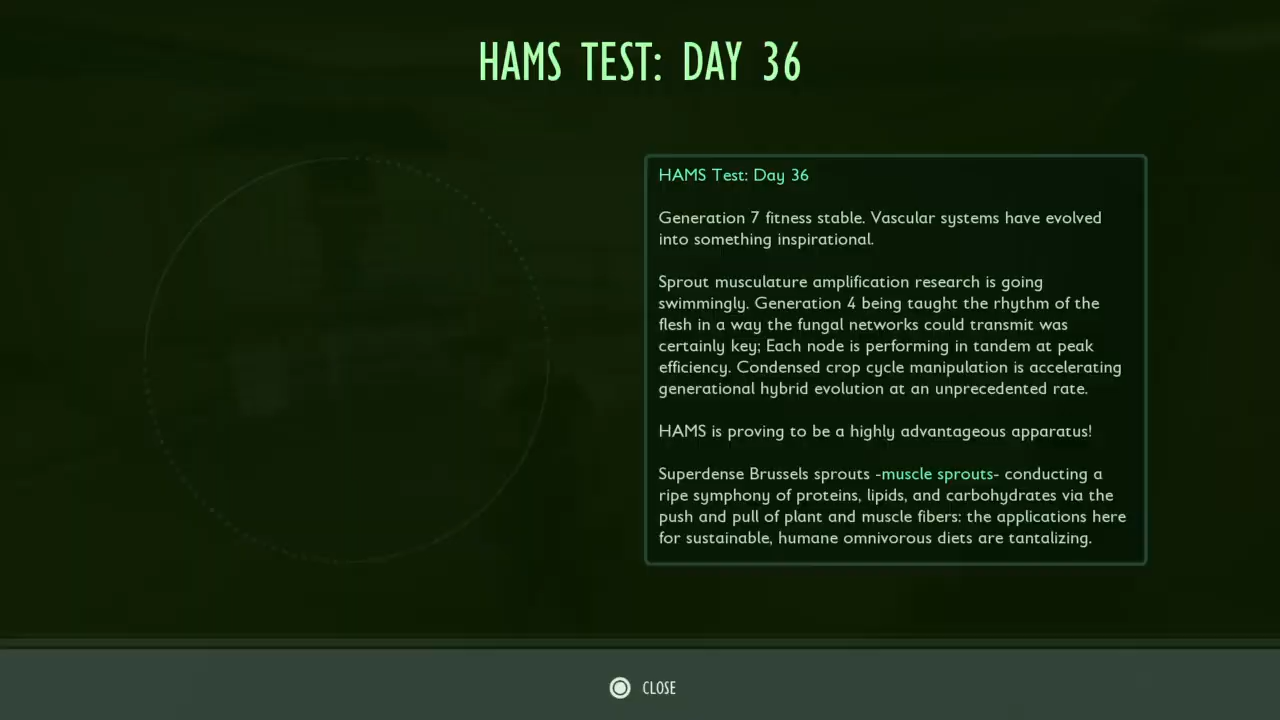 HAMS TEST: DAY 36
HAMS Test: Day 36
Generation 7 fitness stable. Vascular systems have evolved
into something inspirational.
Sprout musculature amplification research is going
swimmingly. Generation 4 being taught the rhythm of the
flesh in a way the fungal networks could transmit was
certainly key; Each node is performing in tandem at peak
efficiency. Condensed crop cycle manipulation is accelerating
generational hybrid evolution at an unprecedented rate.
HAMS is proving to be a highly advantageous apparatus!
Superdense Brussels sprouts -muscle sprouts- conducting a
ripe symphony of proteins, lipids, and carbohydrates via the
push and pull of plant and muscle fibers: the applications here
for sustainable, humane omnivorous diets are tantalizing.
CLOSE